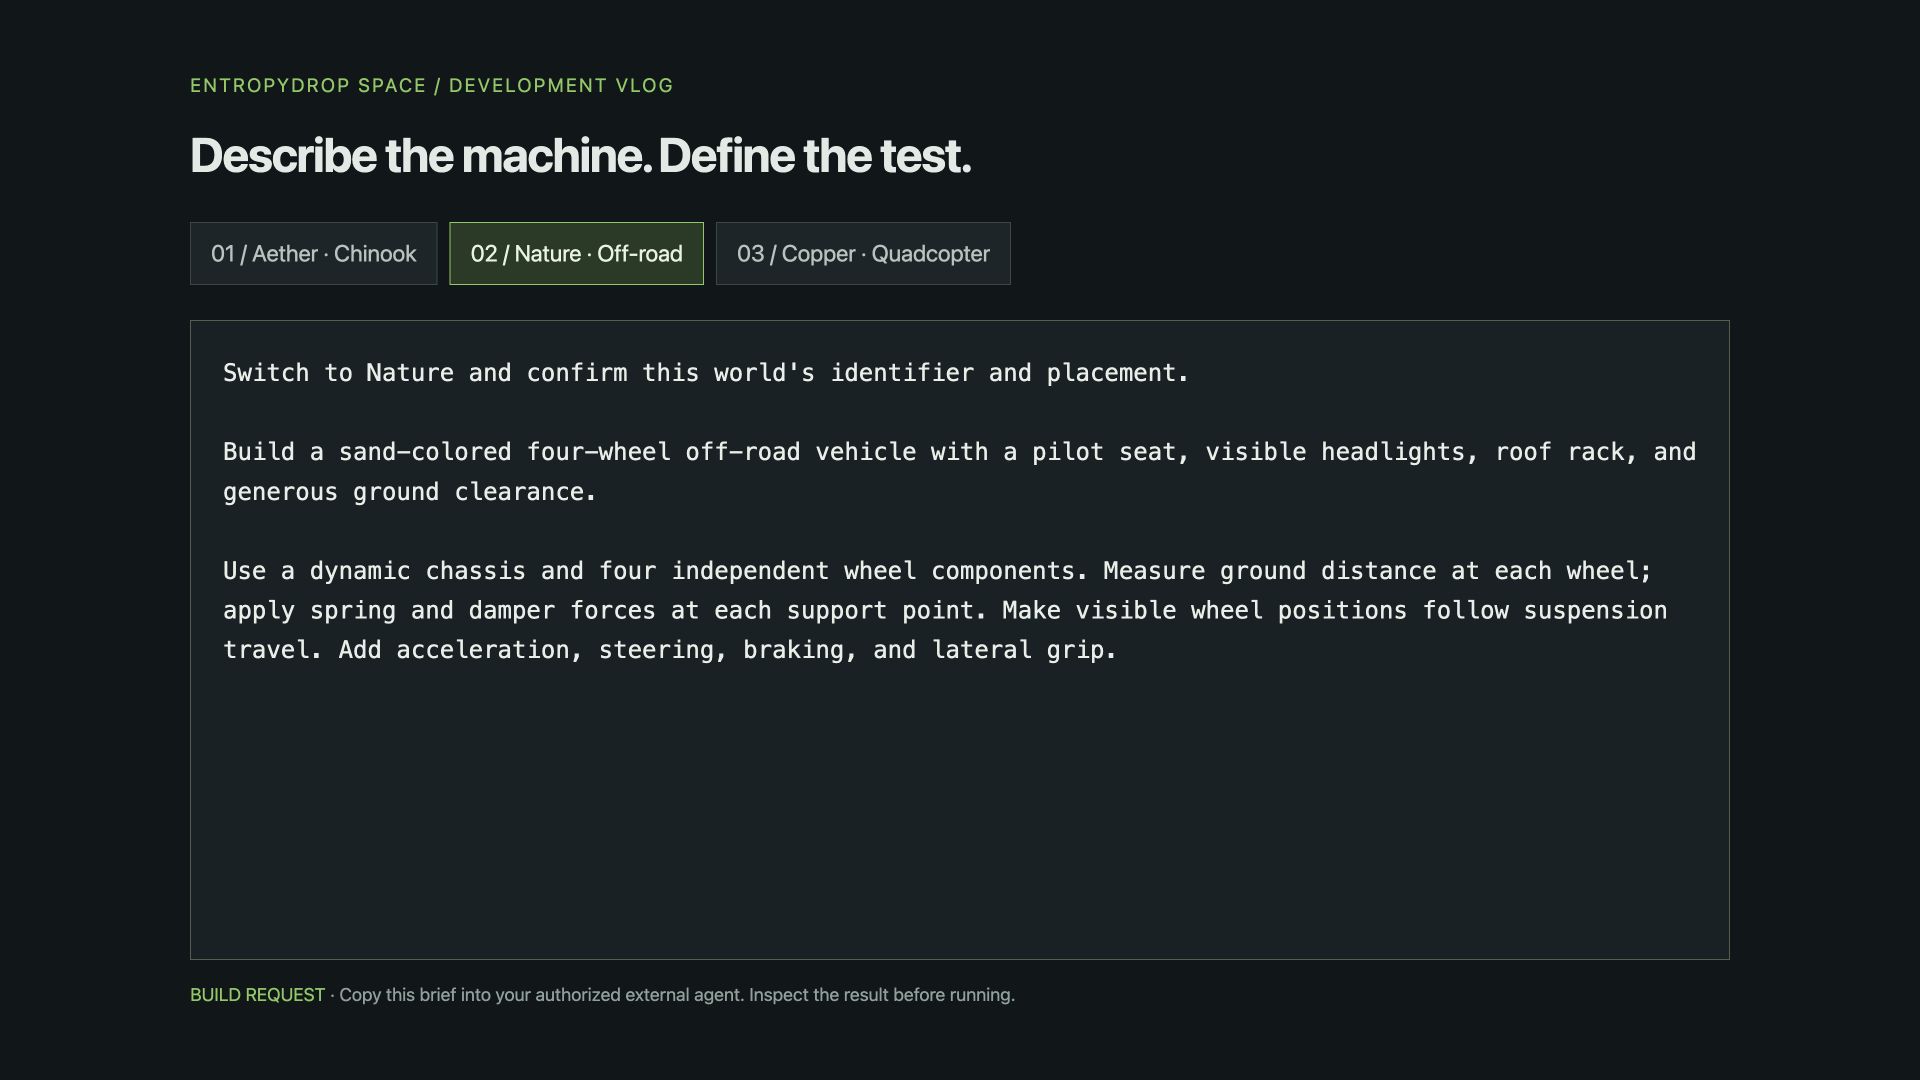 ENTROPYDROP SPACE / DEVELOPMENT VLOG
Describe the machine. Define the test.
01 / Aether · Chinook
02 / Nature · Off-road
03 / Copper · Quadcopter
Switch to Nature and confirm this world's identifier and placement.
Build a sand-colored four-wheel off-road vehicle with a pilot seat, visible headlights, roof rack, and
generous ground clearance.
Use a dynamic chassis and four independent wheel components. Measure ground distance at each wheel;
apply spring and damper forces at each support point. Make visible wheel positions follow suspension
travel. Add acceleration, steering, braking, and lateral grip.
BUILD REQUEST · Copy this brief into your authorized external agent. Inspect the result before running.